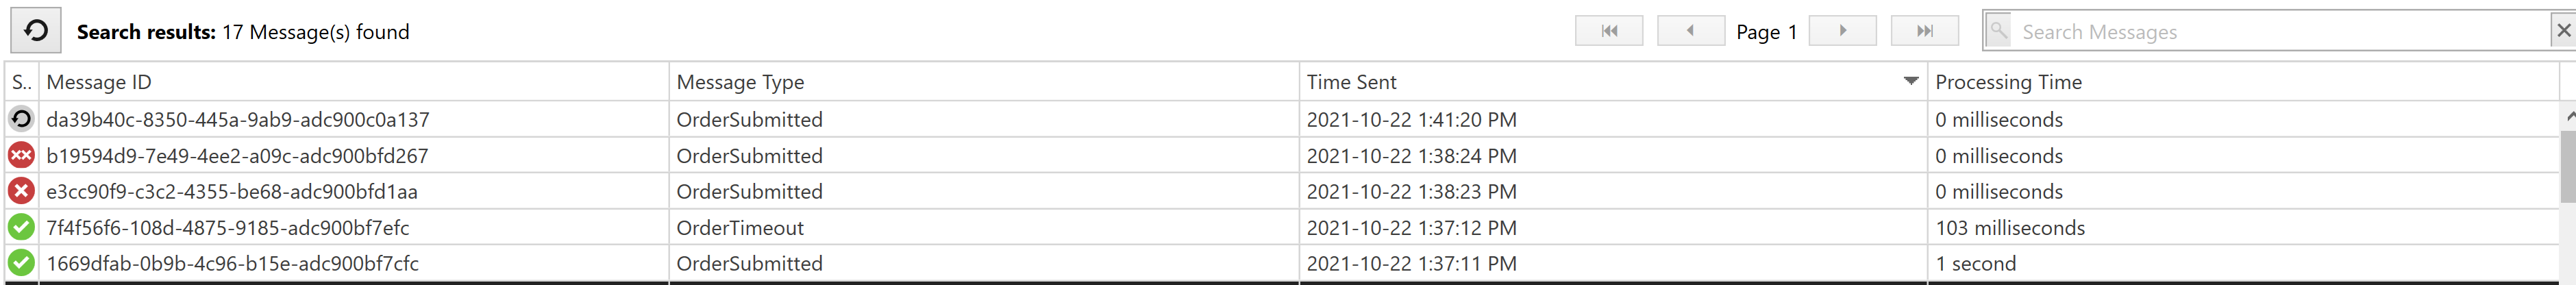 Search results: 17 Message(s) found Page 1 Search Messages
S.. Message ID Message Type Time Sent Processing Time
da39b40c-8350-445a-9ab9-adc900c0a137 OrderSubmitted 2021-10-22 1:41:20 PM 0 milliseconds
b19594d9-7e49-4ee2-a09c-adc900bfd267 OrderSubmitted 2021-10-22 1:38:24 PM 0 milliseconds
e3cc90f9-c3c2-4355-be68-adc900bfd1aa OrderSubmitted 2021-10-22 1:38:23 PM 0 milliseconds
7f4f56f6-108d-4875-9185-adc900bf7efc OrderTimeout 2021-10-22 1:37:12 PM 103 milliseconds
1669dfab-0b9b-4c96-b15e-adc900bf7cfc OrderSubmitted 2021-10-22 1:37:11 PM 1 second